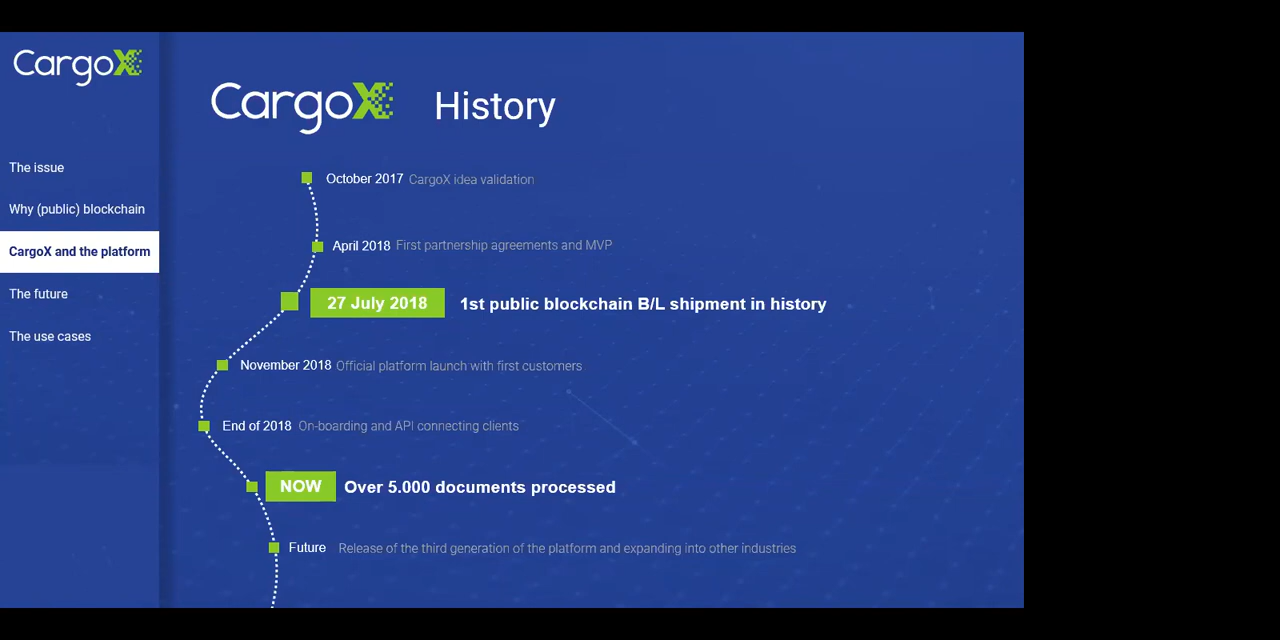 CargoX
CargoX History
The issue
Why (public) blockchain
CargoX and the platform
The future
The use cases
October 2017 CargoX idea validation
April 2018 First partnership agreements and MVP
27 July 2018 1st public blockchain B/L shipment in history
November 2018 Official platform launch with first customers
End of 2018 On-boarding and API connecting clients
NOW Over 5.000 documents processed
Future Release of the third generation of the platform and expanding into other industries